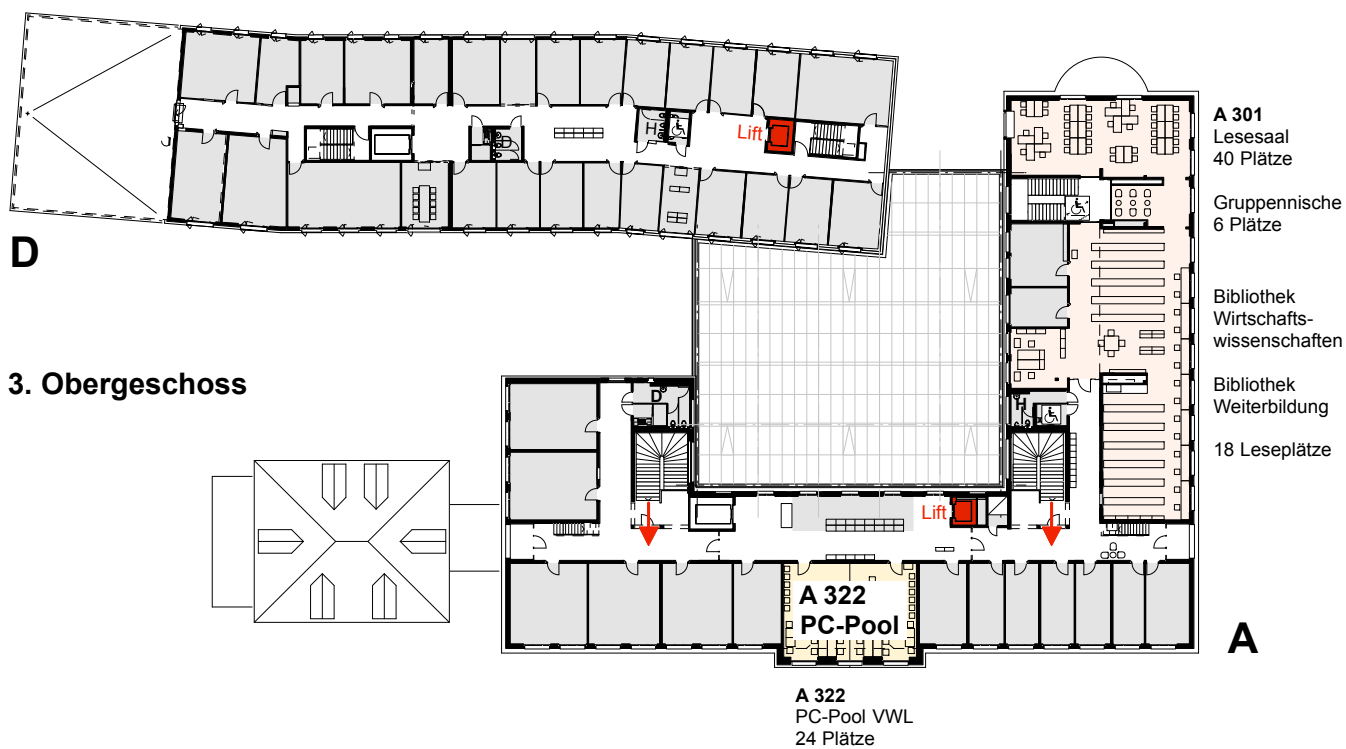 H
D
Lift
A 301
Lesesaal
40 Plätze
Gruppennische
6 Plätze
D
Bibliothek
Wirtschafts-
wissenschaften
3. Obergeschoss
Bibliothek
Weiterbildung
D
H
18 Leseplätze
Lift
A 322
PC-Pool
A
A 322
PC-Pool VWL
24 Plätze